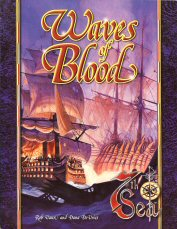 Waves
of
Blood
7th
Sea
Rob Vaux and Dana DeVries